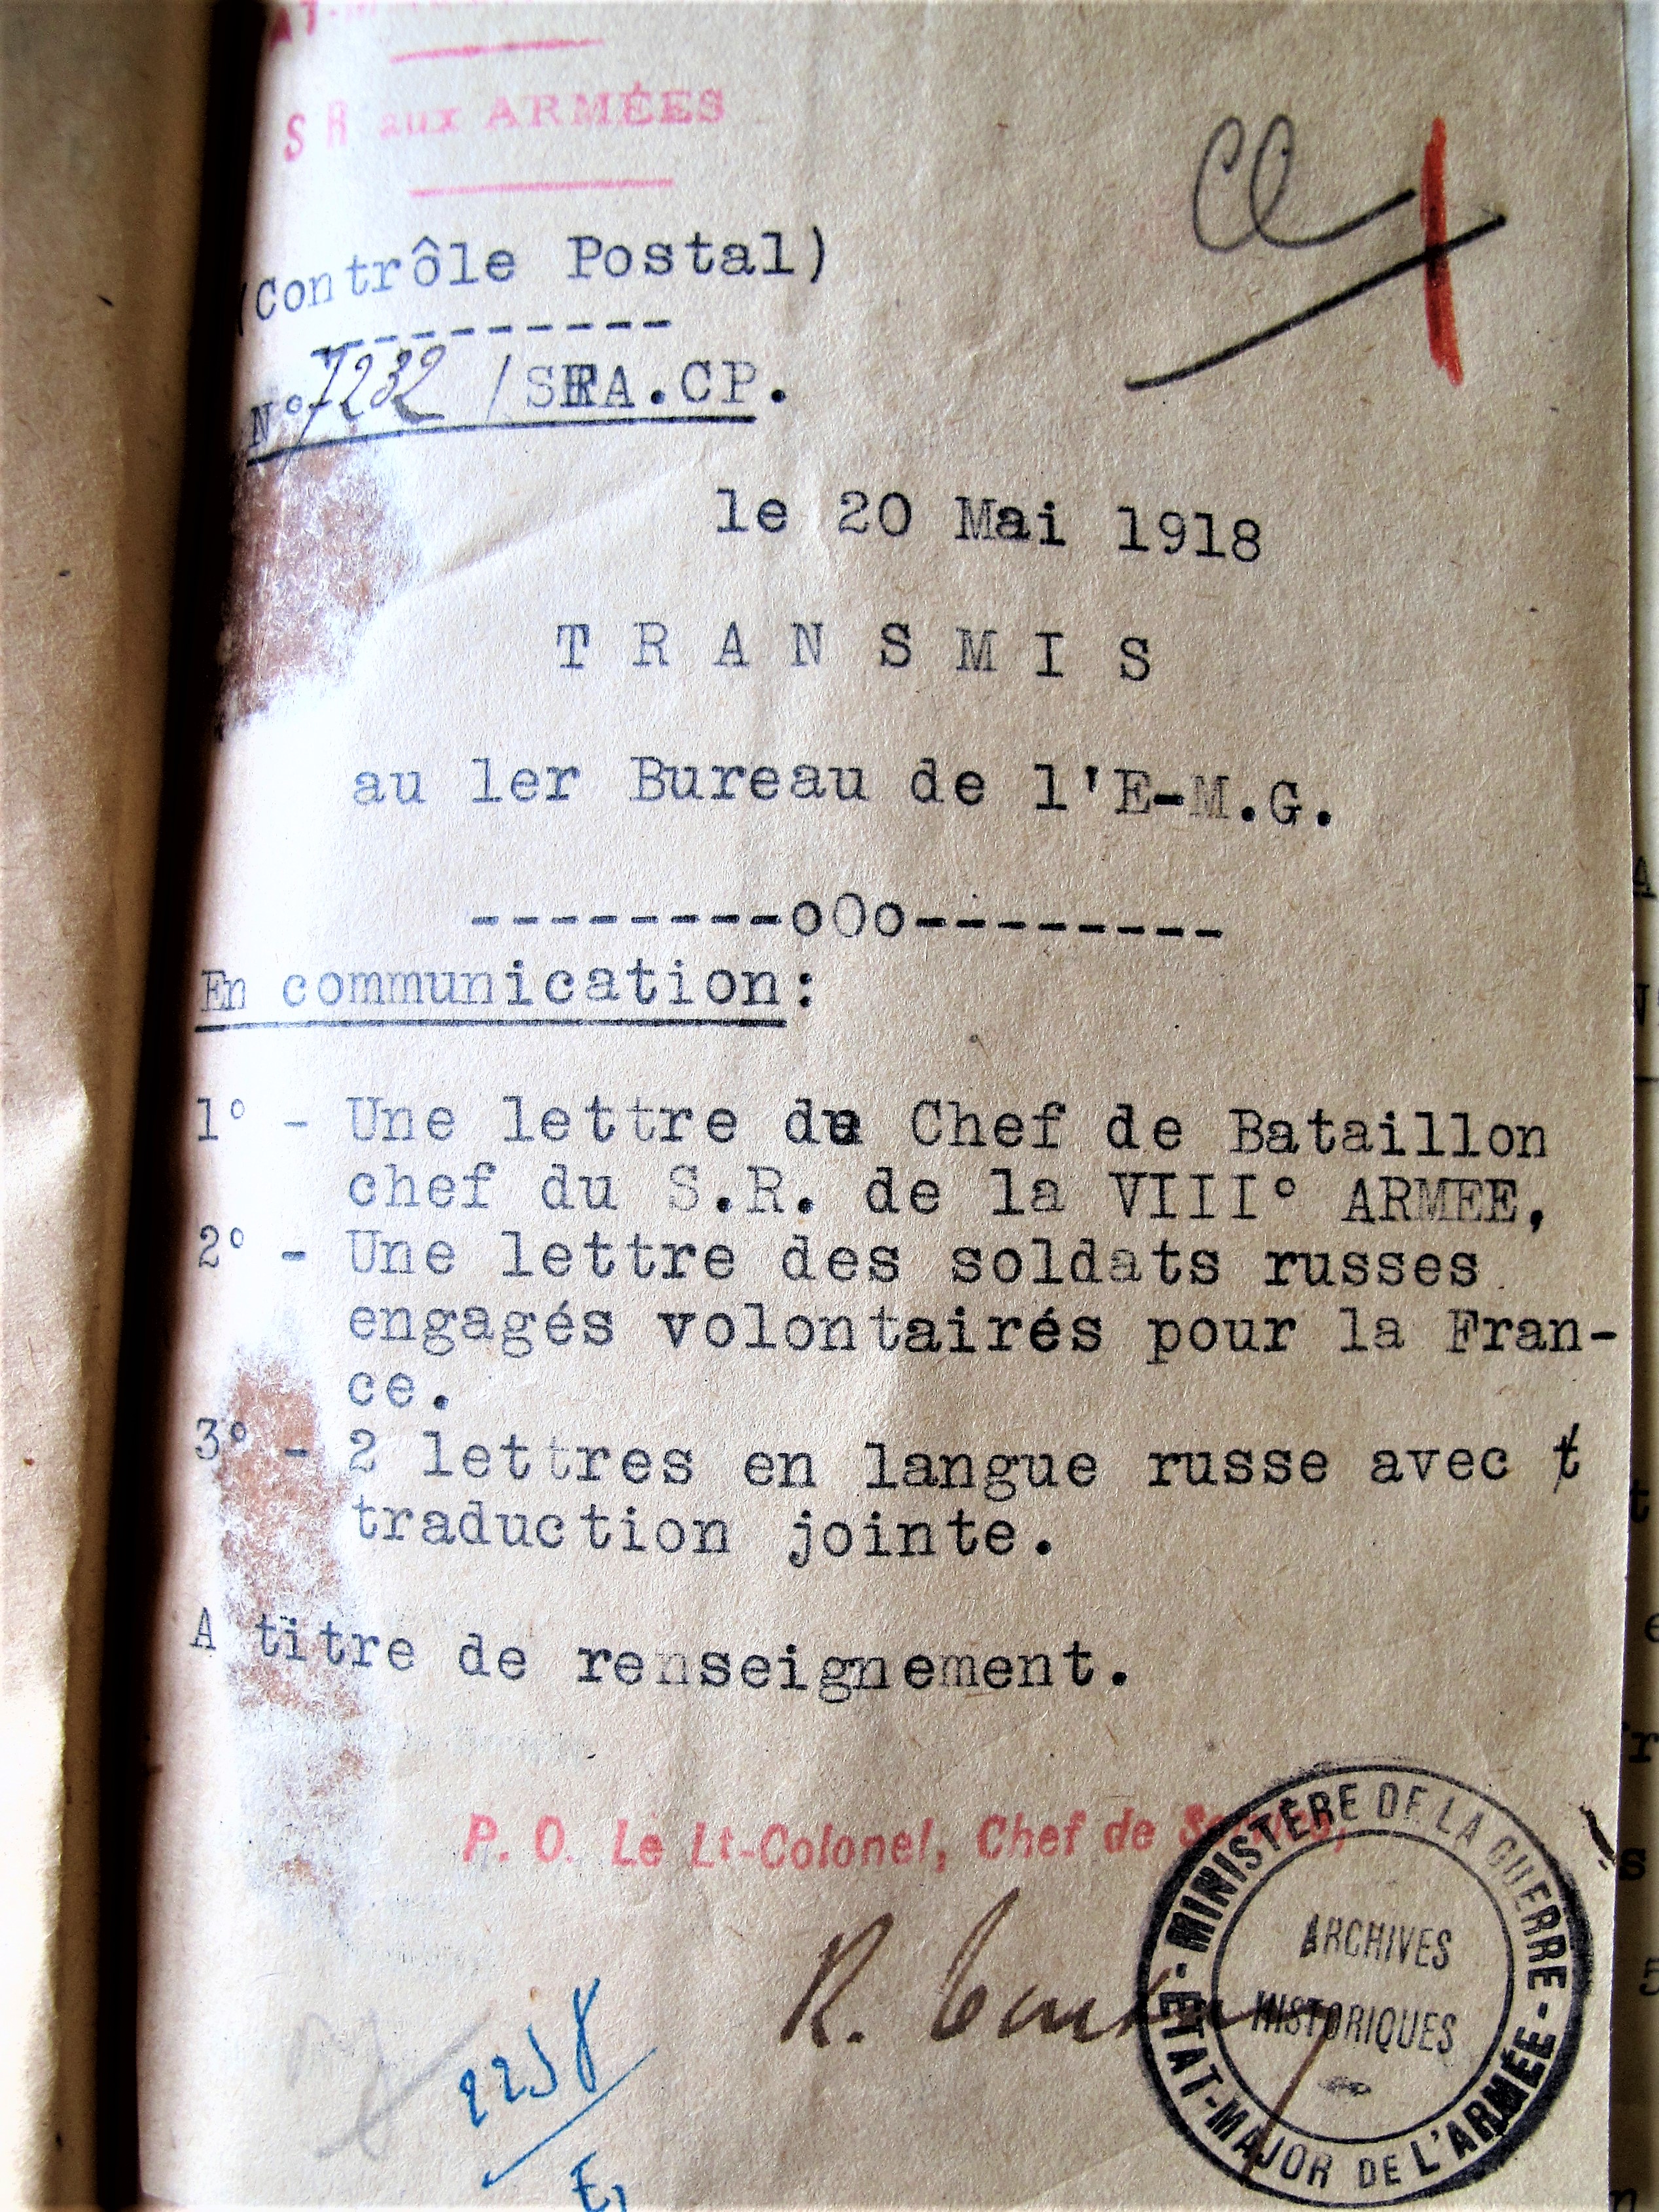 S R aux ARMÉES
(Contrôle Postal)
N° 7232 / SRA.CP.
le 20 Mai 1918
T R A N S M I S
au 1er Bureau de l'E-M.G.
---------oOo---------
En communication:
1° - Une lettre du Chef de Bataillon
chef du S.R. de la VIII° ARMEE,
2° - Une lettre des soldats russes
engagés volontairés pour la Fran-
ce.
3° - 2 lettres en langue russe avec t
traduction jointe.
A titre de renseignement.
P. O. Le Lt-Colonel, Chef de Service,
R.
MINISTÈRE DE LA GUERRE
ÉTAT-MAJOR DE L'ARMÉE
ARCHIVES
HISTORIQUES
2258